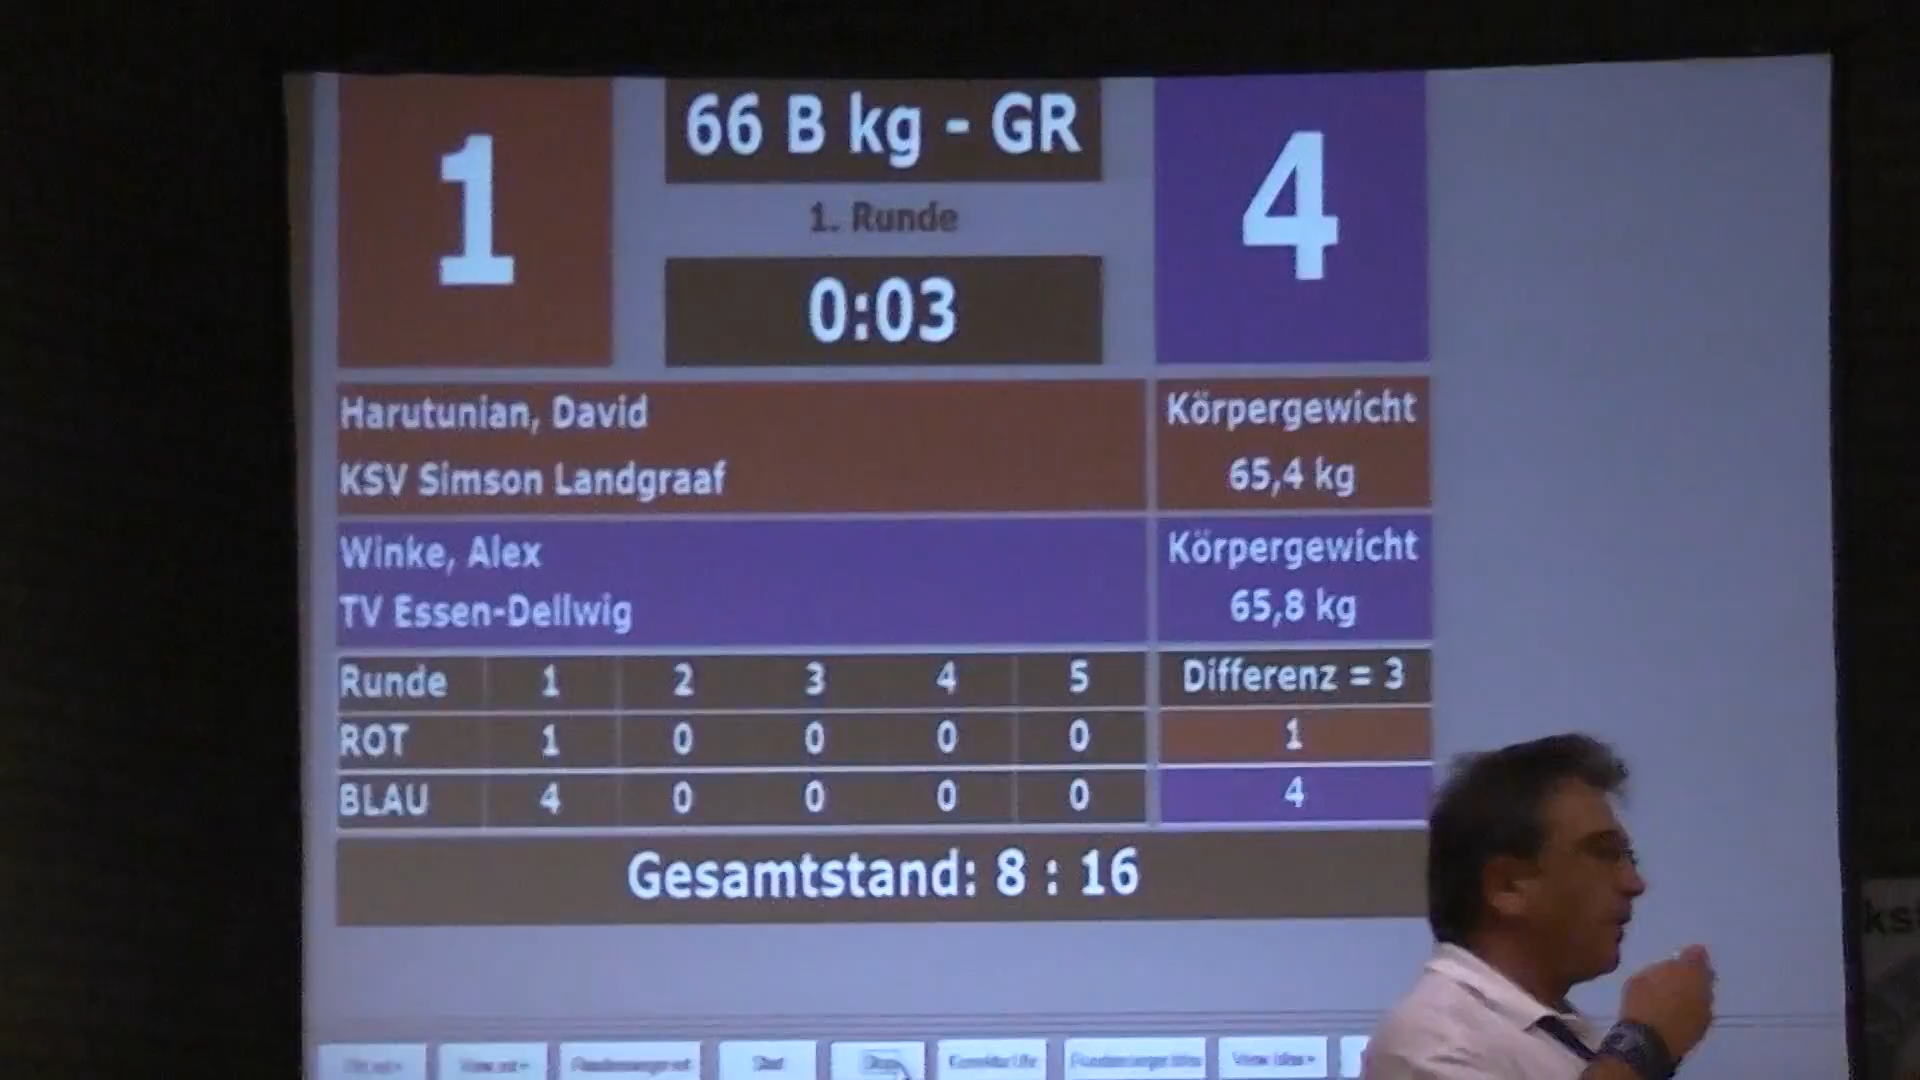 1
66 B kg - GR
4
1. Runde
0:03
Harutunian, David
Körpergewicht
KSV Simson Landgraaf
65,4 kg
Winke, Alex
Körpergewicht
TV Essen-Dellwig
65,8 kg
Runde 1 2 3 4 5 Differenz = 3
ROT 1 0 0 0 0 1
BLAU 4 0 0 0 0 4
Gesamtstand: 8 : 16